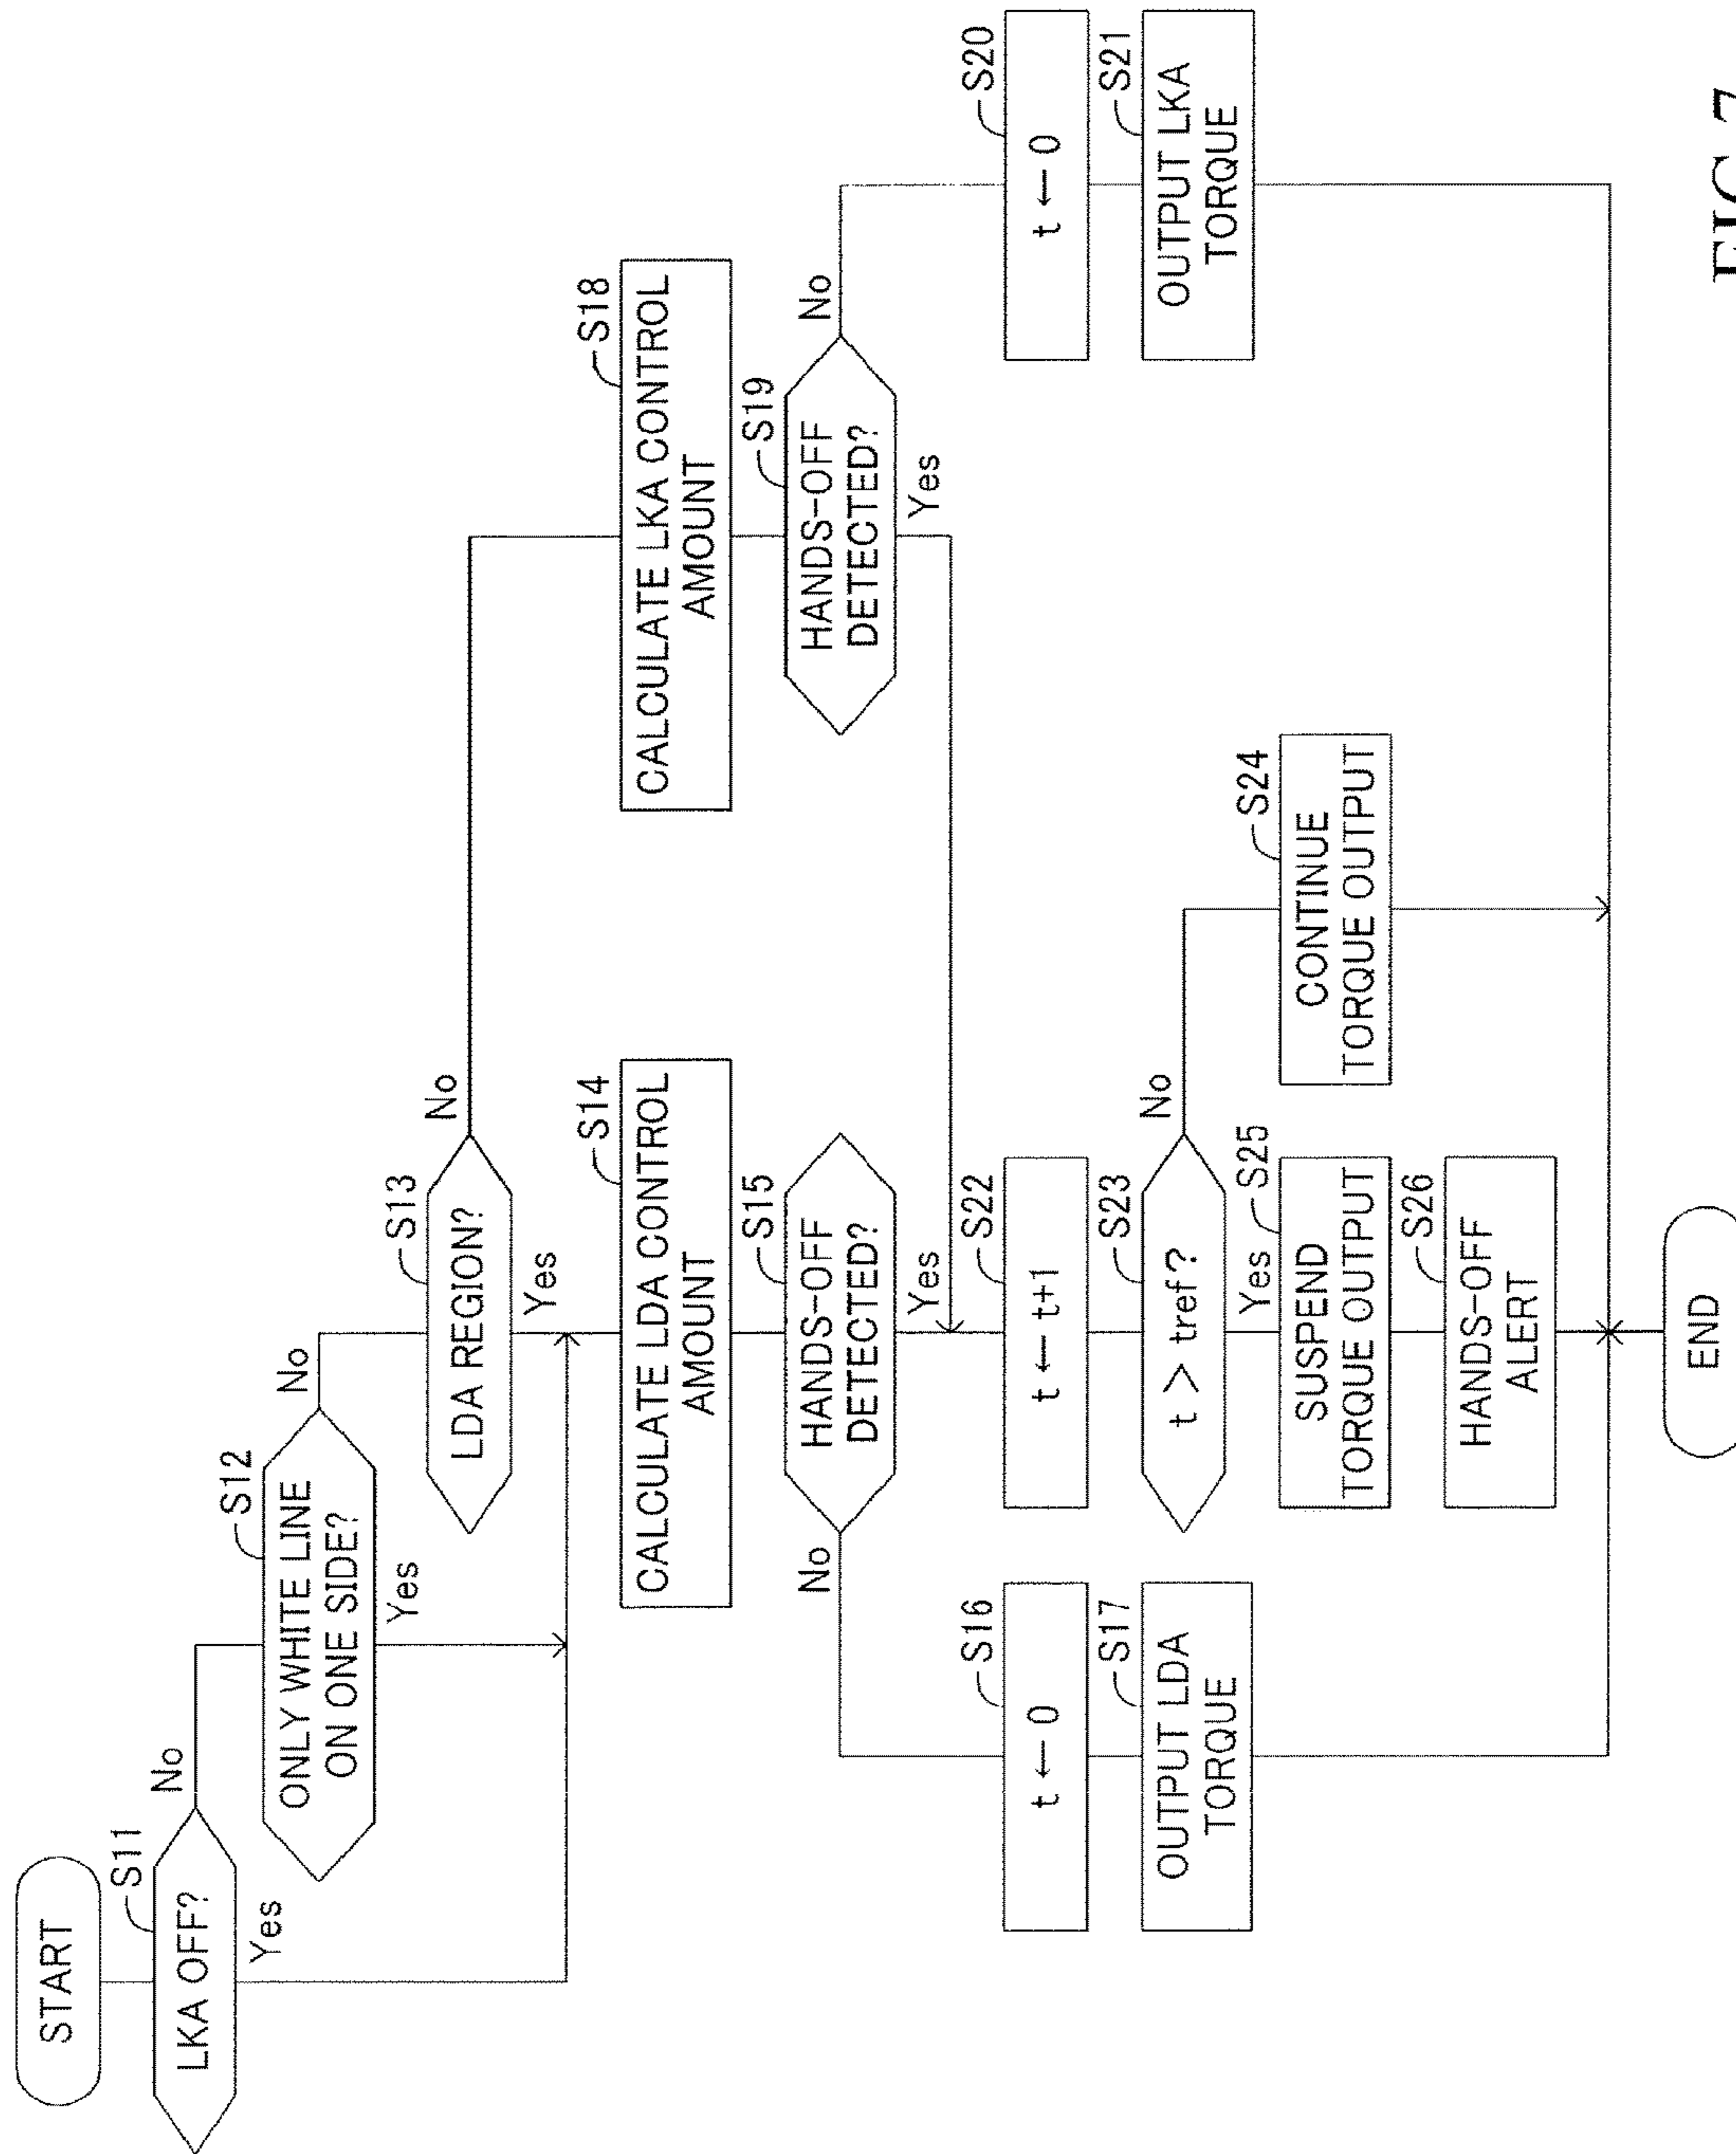 START
S11
LKA OFF?
No
Yes
S12
ONLY WHITE LINE
ON ONE SIDE?
No
Yes
S13
LDA REGION?
No
Yes
S14
CALCULATE LDA CONTROL
AMOUNT
S15
HANDS-OFF
DETECTED?
No
Yes
S16
t ← 0
S17
OUTPUT LDA
TORQUE
S18
CALCULATE LKA CONTROL
AMOUNT
S19
HANDS-OFF
DETECTED?
No
Yes
S20
t ← 0
S21
OUTPUT LKA
TORQUE
S22
t ← t+1
S23
t > tref?
No
Yes
S24
CONTINUE
TORQUE OUTPUT
S25
SUSPEND
TORQUE OUTPUT
S26
HANDS-OFF
ALERT
END
FIG.7